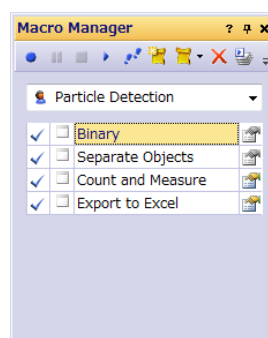 Macro Manager ?
Particle Detection
Binary
Separate Objects
Count and Measure
Export to Excel